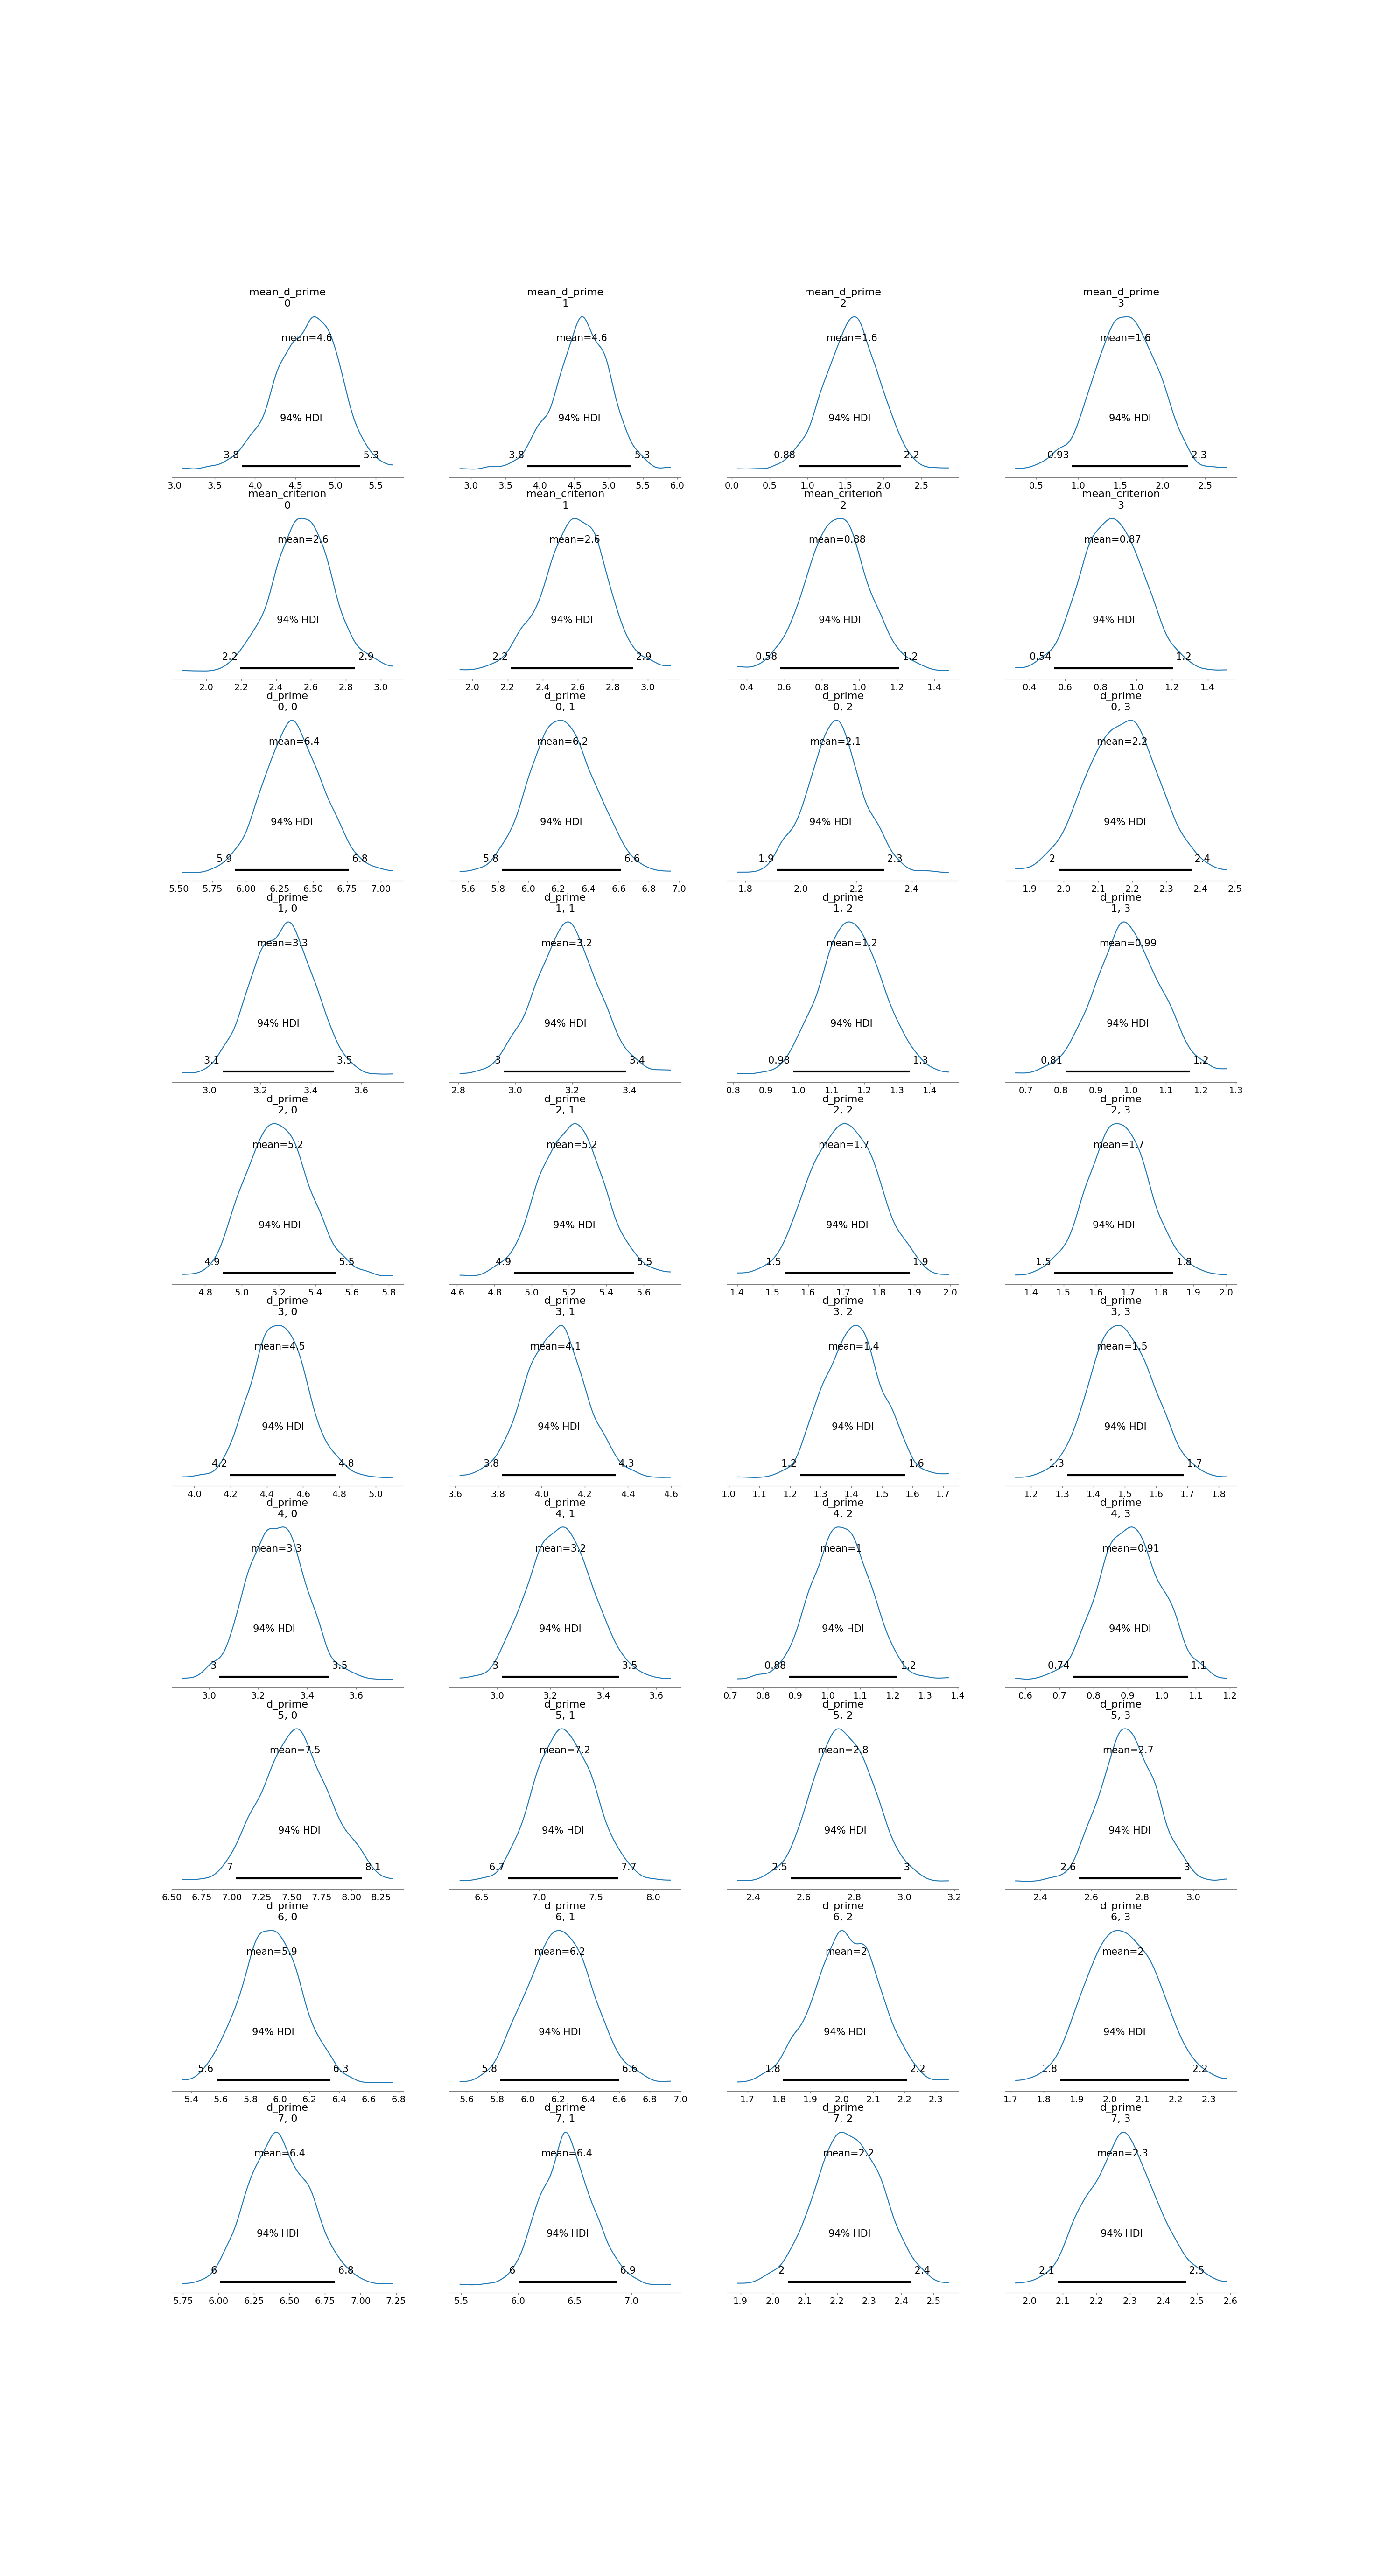 mean_d_prime
0
mean_d_prime
1
mean_d_prime
2
mean_d_prime
3
mean=4.6
mean=4.6
mean=1.6
mean=1.6
94% HDI
94% HDI
94% HDI
94% HDI
3.8 5.3
3.8 5.3
0.88 2.2
0.93 2.3
3.0 3.5 4.0 4.5 5.0 5.5
3.0 3.5 4.0 4.5 5.0 5.5 6.0
0.0 0.5 1.0 1.5 2.0 2.5
0.5 1.0 1.5 2.0 2.5
mean_criterion
0
mean_criterion
1
mean_criterion
2
mean_criterion
3
mean=2.6
mean=2.6
mean=0.88
mean=0.87
94% HDI
94% HDI
94% HDI
94% HDI
2.2 2.9
2.2 2.9
0.58 1.2
0.54 1.2
2.0 2.2 2.4 2.6 2.8 3.0
2.0 2.2 2.4 2.6 2.8 3.0
0.4 0.6 0.8 1.0 1.2 1.4
0.4 0.6 0.8 1.0 1.2 1.4
d_prime
0, 0
d_prime
0, 1
d_prime
0, 2
d_prime
0, 3
mean=6.4
mean=6.2
mean=2.1
mean=2.2
94% HDI
94% HDI
94% HDI
94% HDI
5.9 6.8
5.8 6.6
1.9 2.3
2 2.4
5.50 5.75 6.00 6.25 6.50 6.75 7.00
5.6 5.8 6.0 6.2 6.4 6.6 6.8 7.0
1.8 2.0 2.2 2.4
1.9 2.0 2.1 2.2 2.3 2.4 2.5
d_prime
1, 0
d_prime
1, 1
d_prime
1, 2
d_prime
1, 3
mean=3.3
mean=3.2
mean=1.2
mean=0.99
94% HDI
94% HDI
94% HDI
94% HDI
3.1 3.5
3 3.4
0.98 1.3
0.81 1.2
3.0 3.2 3.4 3.6
2.8 3.0 3.2 3.4
0.8 0.9 1.0 1.1 1.2 1.3 1.4
0.7 0.8 0.9 1.0 1.1 1.2 1.3
d_prime
2, 0
d_prime
2, 1
d_prime
2, 2
d_prime
2, 3
mean=5.2
mean=5.2
mean=1.7
mean=1.7
94% HDI
94% HDI
94% HDI
94% HDI
4.9 5.5
4.9 5.5
1.5 1.9
1.5 1.8
4.8 5.0 5.2 5.4 5.6 5.8
4.6 4.8 5.0 5.2 5.4 5.6
1.4 1.5 1.6 1.7 1.8 1.9 2.0
1.4 1.5 1.6 1.7 1.8 1.9 2.0
d_prime
3, 0
d_prime
3, 1
d_prime
3, 2
d_prime
3, 3
mean=4.5
mean=4.1
mean=1.4
mean=1.5
94% HDI
94% HDI
94% HDI
94% HDI
4.2 4.8
3.8 4.3
1.2 1.6
1.3 1.7
4.0 4.2 4.4 4.6 4.8 5.0
3.6 3.8 4.0 4.2 4.4 4.6
1.0 1.1 1.2 1.3 1.4 1.5 1.6 1.7
1.2 1.3 1.4 1.5 1.6 1.7 1.8
d_prime
4, 0
d_prime
4, 1
d_prime
4, 2
d_prime
4, 3
mean=3.3
mean=3.2
mean=1
mean=0.91
94% HDI
94% HDI
94% HDI
94% HDI
3 3.5
3 3.5
0.88 1.2
0.74 1.1
3.0 3.2 3.4 3.6
3.0 3.2 3.4 3.6
0.7 0.8 0.9 1.0 1.1 1.2 1.3 1.4
0.6 0.7 0.8 0.9 1.0 1.1 1.2
d_prime
5, 0
d_prime
5, 1
d_prime
5, 2
d_prime
5, 3
mean=7.5
mean=7.2
mean=2.8
mean=2.7
94% HDI
94% HDI
94% HDI
94% HDI
7 8.1
6.7 7.7
2.5 3
2.6 3
6.50 6.75 7.00 7.25 7.50 7.75 8.00 8.25
6.5 7.0 7.5 8.0
2.4 2.6 2.8 3.0 3.2
2.4 2.6 2.8 3.0
d_prime
6, 0
d_prime
6, 1
d_prime
6, 2
d_prime
6, 3
mean=5.9
mean=6.2
mean=2
mean=2
94% HDI
94% HDI
94% HDI
94% HDI
5.6 6.3
5.8 6.6
1.8 2.2
1.8 2.2
5.4 5.6 5.8 6.0 6.2 6.4 6.6 6.8
5.6 5.8 6.0 6.2 6.4 6.6 6.8 7.0
1.7 1.8 1.9 2.0 2.1 2.2 2.3
1.7 1.8 1.9 2.0 2.1 2.2 2.3
d_prime
7, 0
d_prime
7, 1
d_prime
7, 2
d_prime
7, 3
mean=6.4
mean=6.4
mean=2.2
mean=2.3
94% HDI
94% HDI
94% HDI
94% HDI
6 6.8
6 6.9
2 2.4
2.1 2.5
5.75 6.00 6.25 6.50 6.75 7.00 7.25
5.5 6.0 6.5 7.0
1.9 2.0 2.1 2.2 2.3 2.4 2.5
2.0 2.1 2.2 2.3 2.4 2.5 2.6